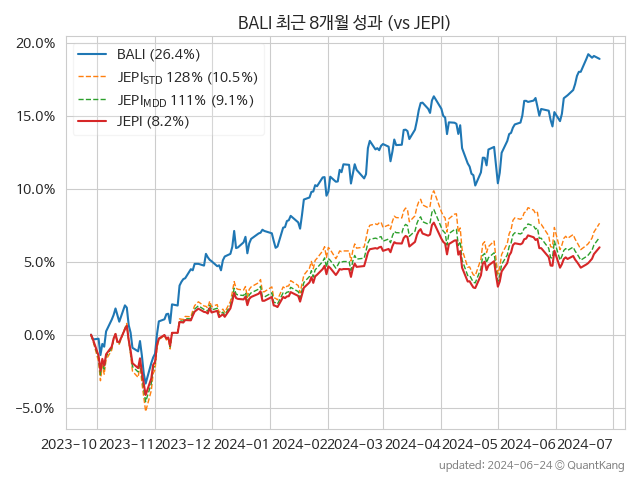 BALI 최근 8개월 성과 (vs JEPI)
20.0%
15.0%
10.0%
5.0%
0.0%
−5.0%
BALI (26.4%)
JEPISTD 128% (10.5%)
JEPIMDD 111% (9.1%)
JEPI (8.2%)
2023-10 2023-11 2023-12 2024-01 2024-02 2024-03 2024-04 2024-05 2024-06 2024-07
updated: 2024-06-24 © QuantKang